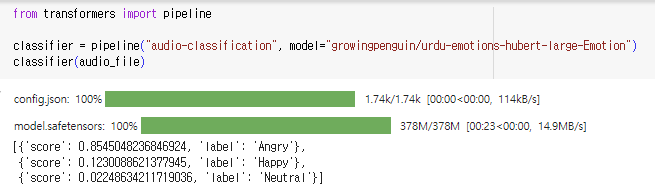 from transformers import pipeline
classifier = pipeline("audio-classification", model="growingpenguin/urdu-emotions-hubert-large-Emotion")
classifier(audio_file)
config.json: 100% 1.74k/1.74k [00:00<00:00, 114kB/s]
model.safetensors: 100% 378M/378M [00:23<00:00, 14.9MB/s]
[{'score': 0.8545048236846924, 'label': 'Angry'},
{'score': 0.1230088621377945, 'label': 'Happy'},
{'score': 0.02248634211719036, 'label': 'Neutral'}]